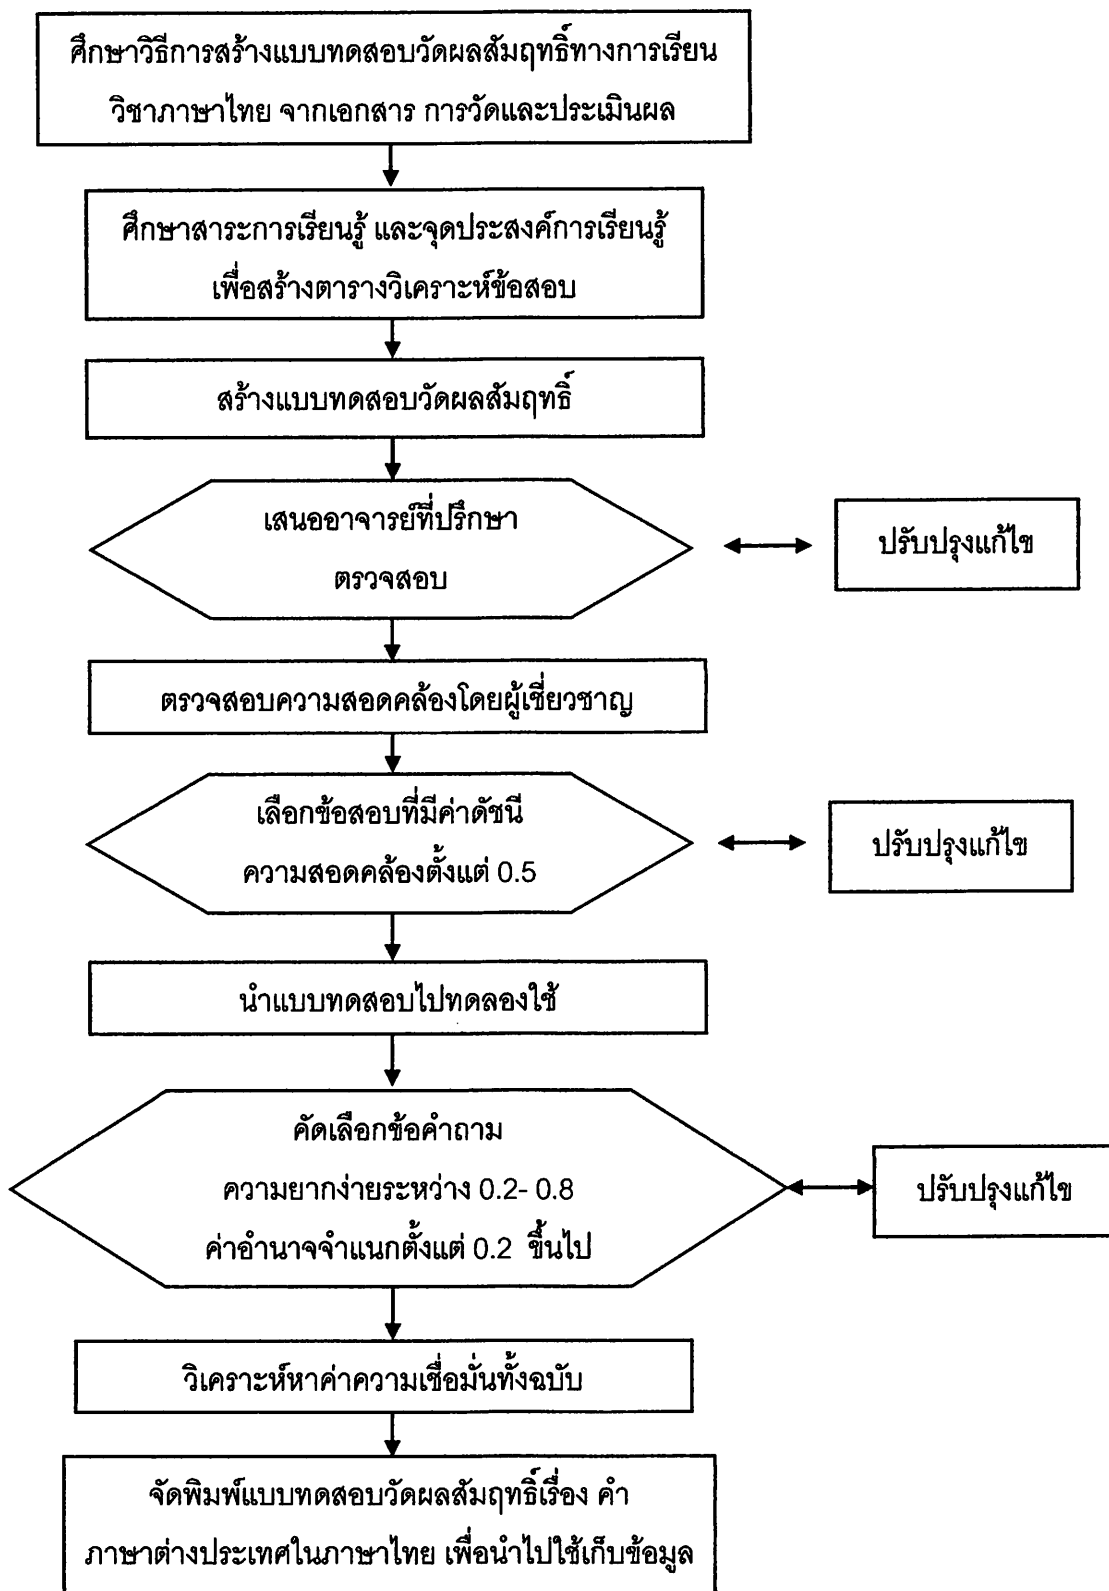 ศึกษาวิธีการสร้างแบบทดสอบวัดผลสัมฤทธิ์ทางการเรียน
วิชาภาษาไทย จากเอกสาร การวัดและประเมินผล
ศึกษาสาระการเรียนรู้ และจุดประสงค์การเรียนรู้
เพื่อสร้างตารางวิเคราะห์ข้อสอบ
สร้างแบบทดสอบวัดผลสัมฤทธิ์
เสนออาจารย์ที่ปรึกษา
ตรวจสอบ
ปรับปรุงแก้ไข
ตรวจสอบความสอดคล้องโดยผู้เชี่ยวชาญ
เลือกข้อสอบที่มีค่าดัชนี
ความสอดคล้องตั้งแต่ 0.5
ปรับปรุงแก้ไข
นำแบบทดสอบไปทดลองใช้
คัดเลือกข้อคำถาม
ความยากง่ายระหว่าง 0.2- 0.8
ค่าอำนาจจำแนกตั้งแต่ 0.2 ขึ้นไป
ปรับปรุงแก้ไข
วิเคราะห์หาค่าความเชื่อมั่นทั้งฉบับ
จัดพิมพ์แบบทดสอบวัดผลสัมฤทธิ์เรื่อง คำ
ภาษาต่างประเทศในภาษาไทย เพื่อนำไปใช้เก็บข้อมูล